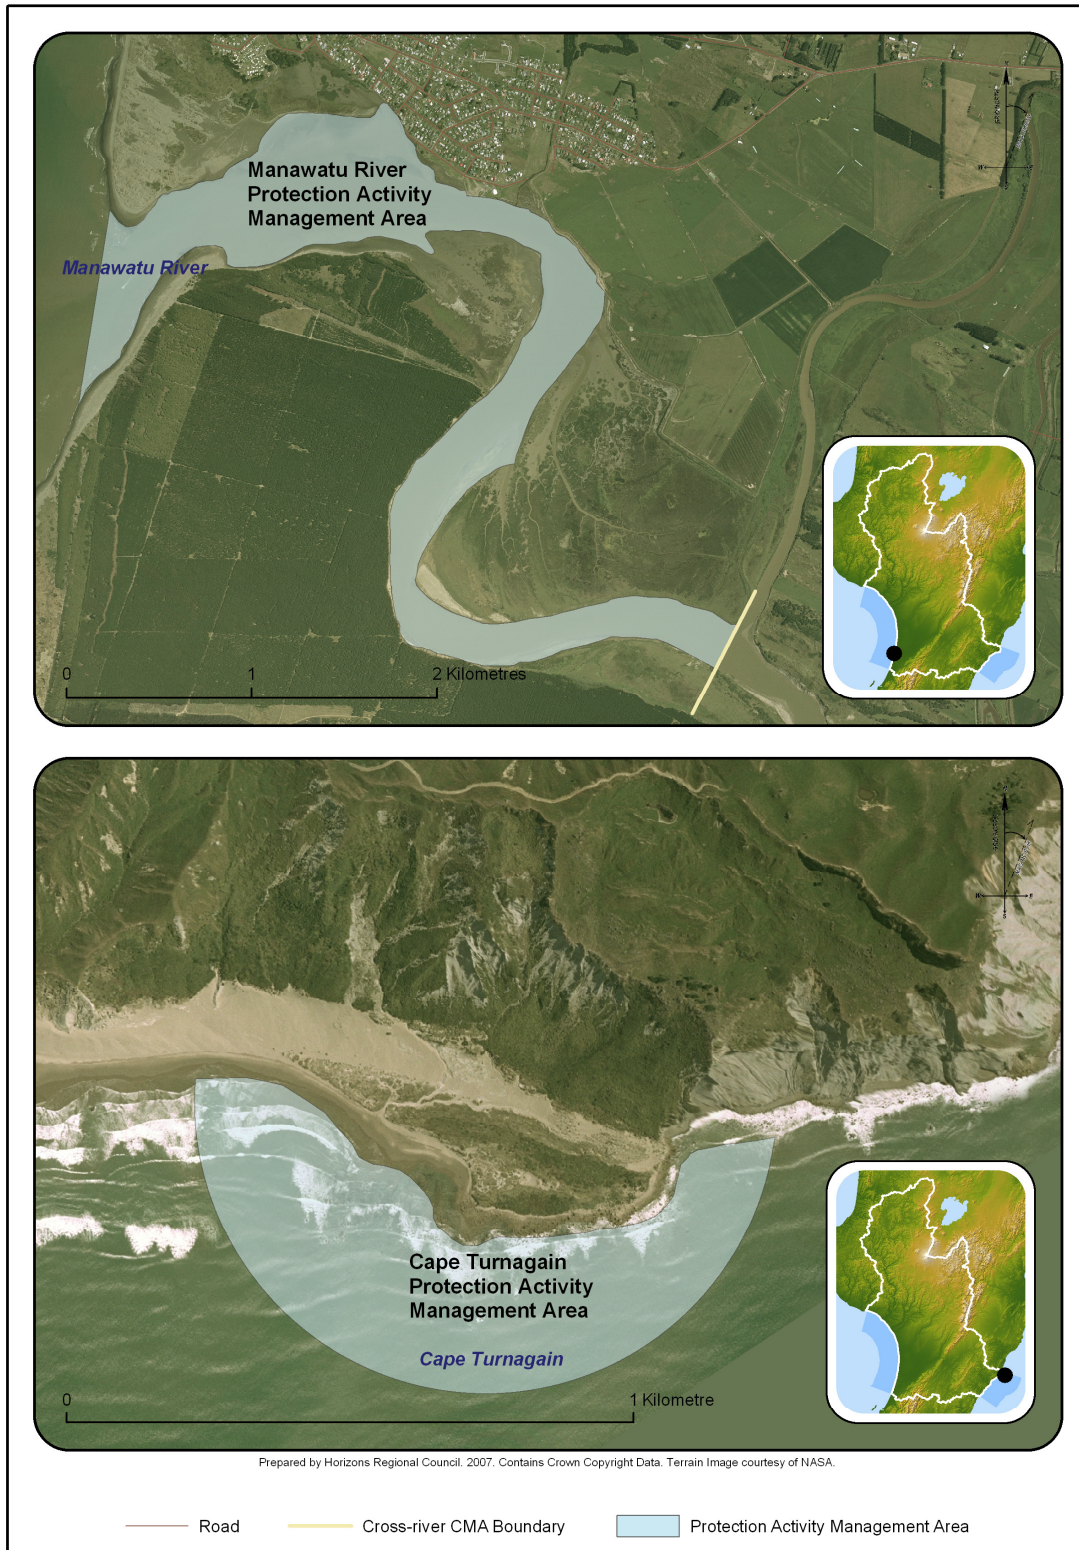 Manawatu River
Protection Activity
Management Area
Manawatu River
0 1 2 Kilometres
Cape Turnagain
Protection Activity
Management Area
Cape Turnagain
0 1 Kilometre
Prepared by Horizons Regional Council. 2007. Contains Crown Copyright Data. Terrain Image courtesy of NASA.
Road Cross-river CMA Boundary Protection Activity Management Area